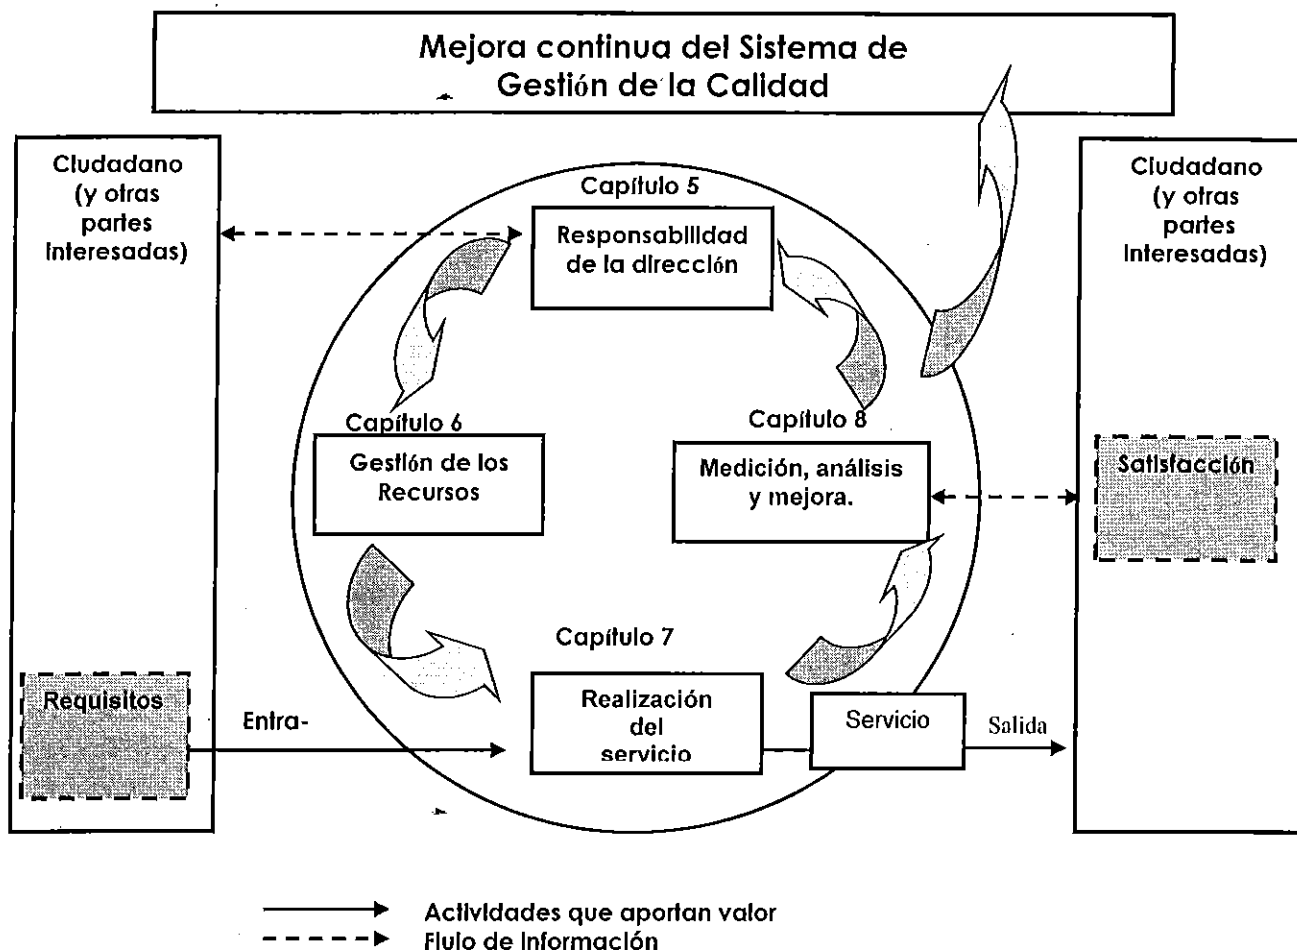 Mejora continua del Sistema de
Gestión de la Calidad
Ciudadano
(y otras
partes
interesadas)
Capítulo 5
Responsabilidad
de la dirección
Ciudadano
(y otras
partes
interesadas)
Capítulo 6
Gestión de los
Recursos
Capítulo 8
Medición, análisis
y mejora.
Satisfacción
Capítulo 7
Realización
del
servicio
Requisitos
Entra-
Servicio
Salida
Actividades que aportan valor
Flujo de información